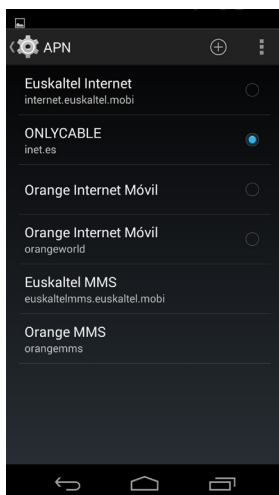 APN
Euskaltel Internet
internet.euskaltel.mobi
ONLYCABLE
inet.es
Orange Internet Móvil
Orange Internet Móvil
orangeworld
Euskaltel MMS
euskaltelmms.euskaltel.mobi
Orange MMS
orangemms